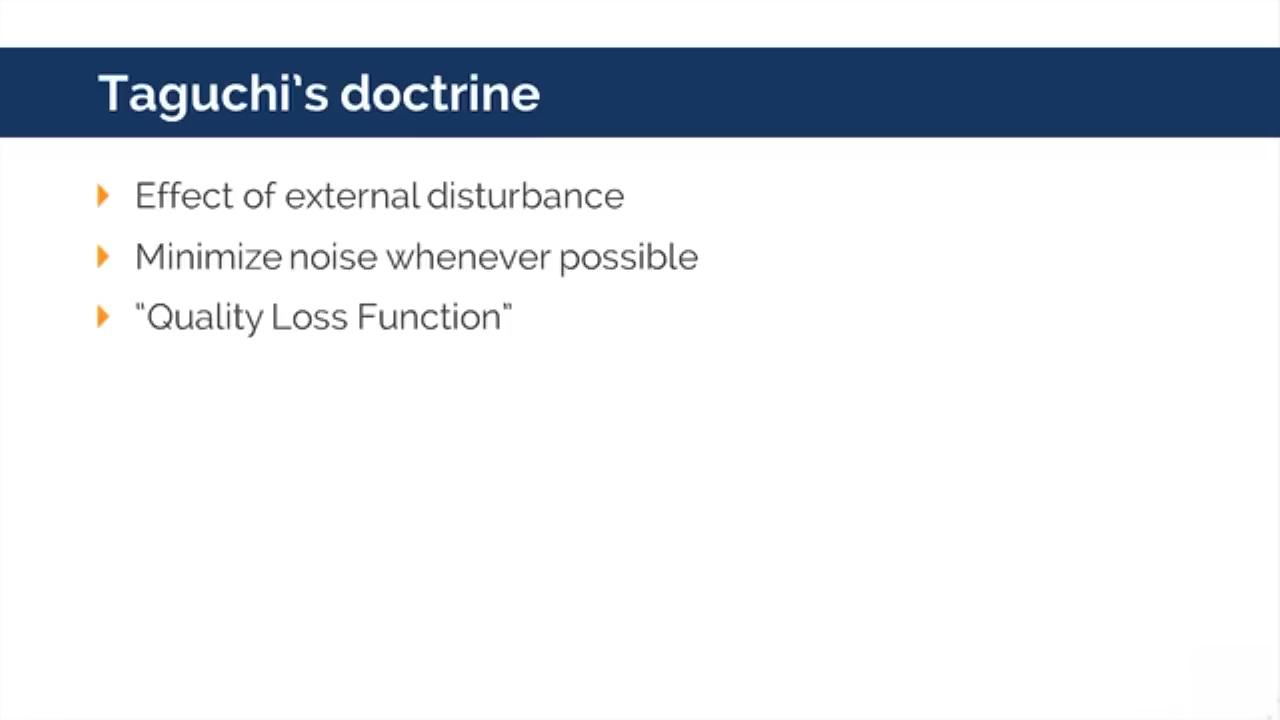 Taguchi’s doctrine
Effect of external disturbance
Minimize noise whenever possible
“Quality Loss Function”